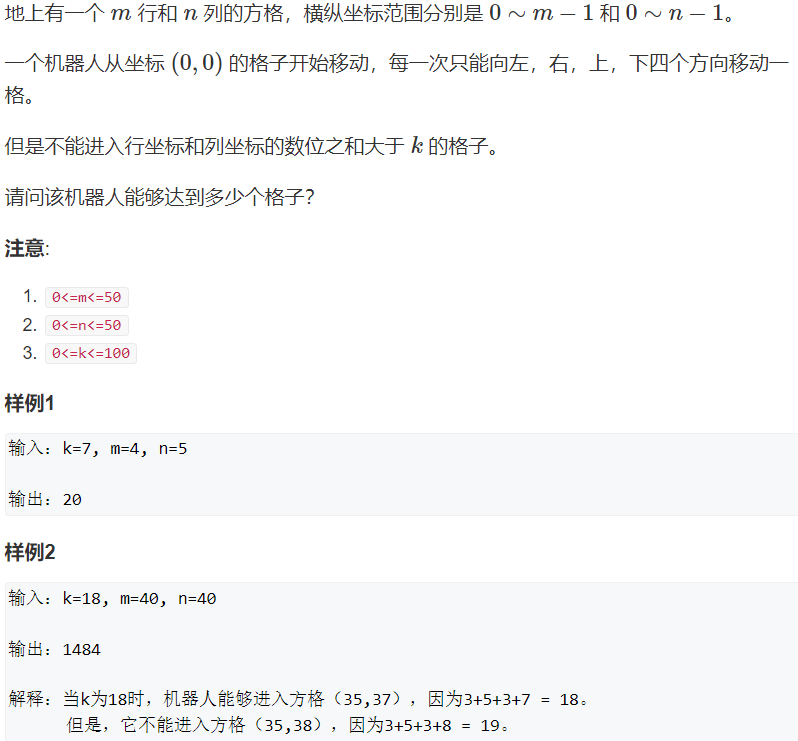 地上有一个 m 行和 n 列的方格，横纵坐标范围分别是 0 ∼ m − 1 和 0 ∼ n − 1。
一个机器人从坐标 (0, 0) 的格子开始移动，每一次只能向左，右，上，下四个方向移动一
格。
但是不能进入行坐标和列坐标的数位之和大于 k 的格子。
请问该机器人能够达到多少个格子？
注意:
1. 0<=m<=50
2. 0<=n<=50
3. 0<=k<=100
样例1
输入：k=7, m=4, n=5
输出：20
样例2
输入：k=18, m=40, n=40
输出：1484
解释：当k为18时，机器人能够进入方格（35,37），因为3+5+3+7 = 18。
但是，它不能进入方格（35,38），因为3+5+3+8 = 19。